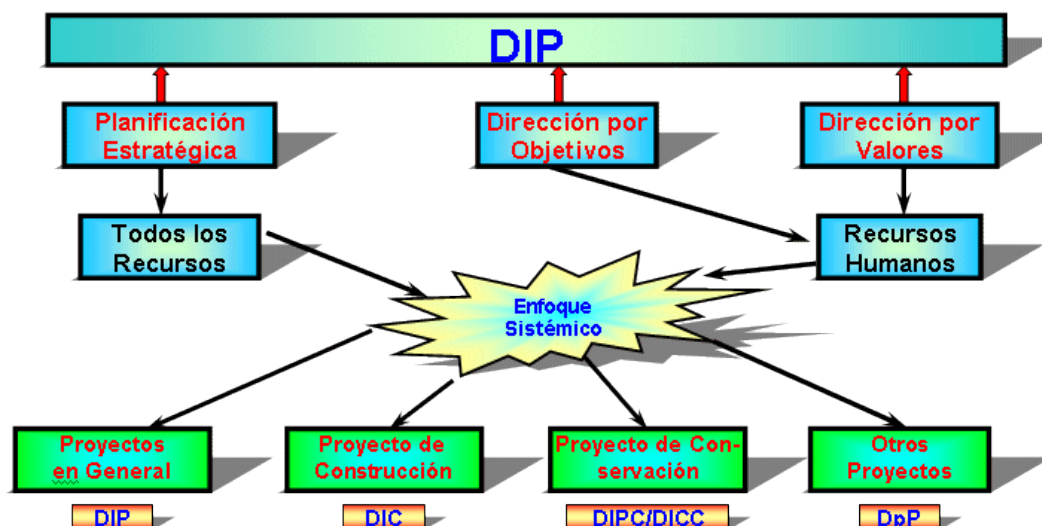 DIP
Planificación
Estratégica
Dirección por
Objetivos
Dirección por
Valores
Todos los
Recursos
Recursos
Humanos
Enfoque
Sistémico
Proyectos
en General
Proyecto de
Construcción
Proyecto de Con-
servación
Otros
Proyectos
DIP
DIC
DIPC/DICC
DpP